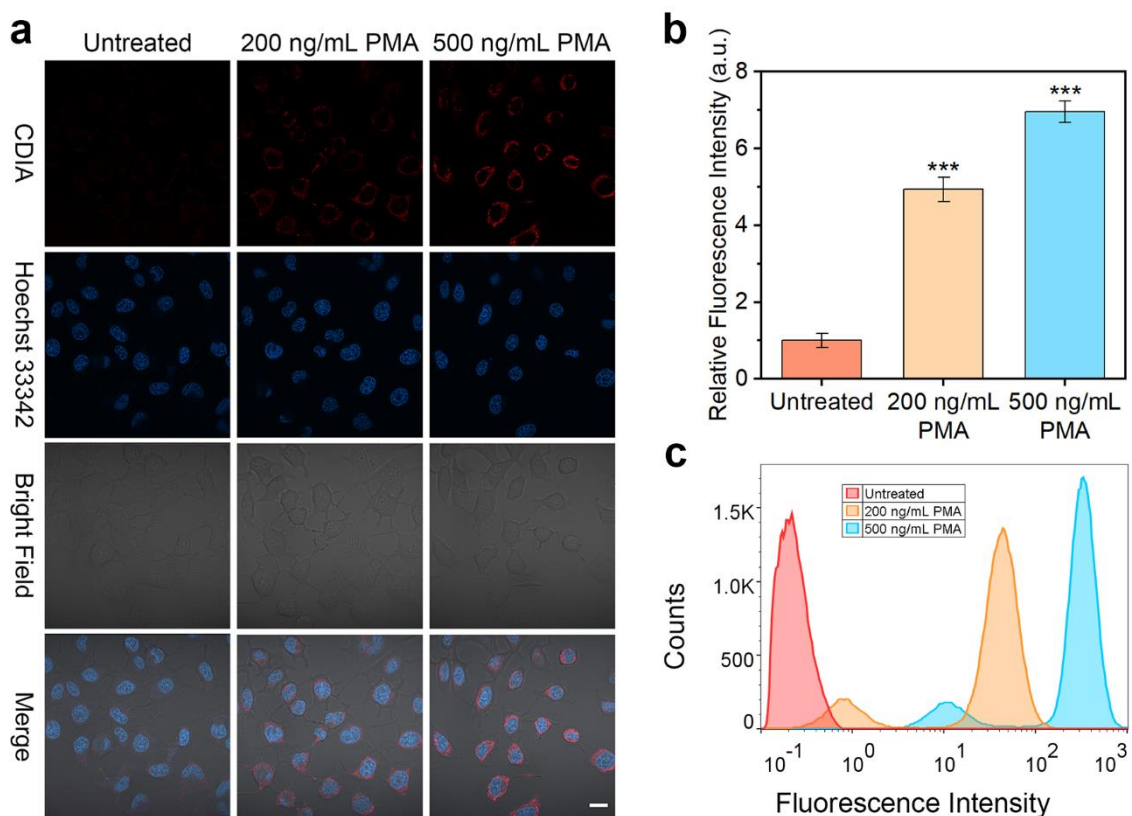 a
Untreated
200 ng/mL PMA
500 ng/mL PMA
CDIA
Hoechst 333342
Bright Field
Merge
b
Relative Fluorescence Intensity (a.u.)
8
6
4
2
0
***
***
Untreated
200 ng/mL
PMA
500 ng/mL
PMA
c
Counts
1.5K
1.0K
500
0
Untreated
200 ng/mL PMA
500 ng/mL PMA
10⁻¹
10⁰
10¹
10²
10³
Fluorescence Intensity